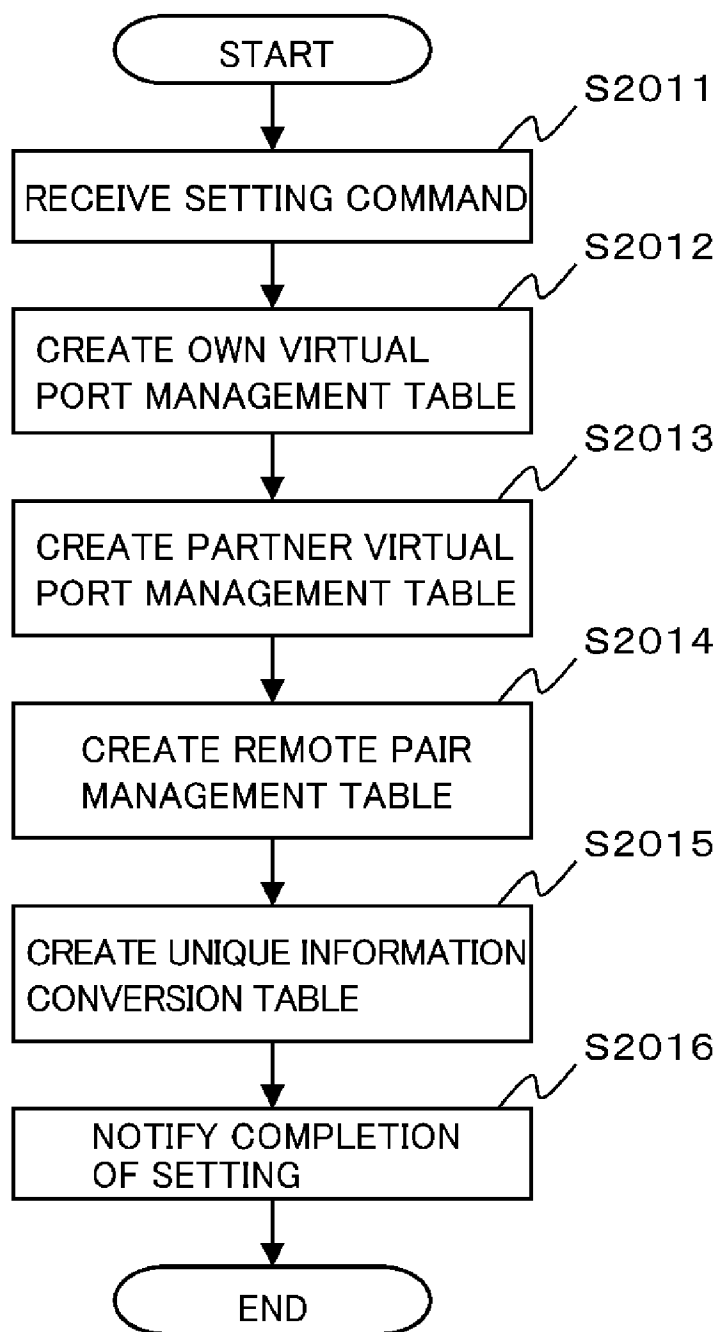 START
S2011
RECEIVE SETTING COMMAND
S2012
CREATE OWN VIRTUAL
PORT MANAGEMENT TABLE
S2013
CREATE PARTNER VIRTUAL
PORT MANAGEMENT TABLE
S2014
CREATE REMOTE PAIR
MANAGEMENT TABLE
S2015
CREATE UNIQUE INFORMATION
CONVERSION TABLE
S2016
NOTIFY COMPLETION
OF SETTING
END